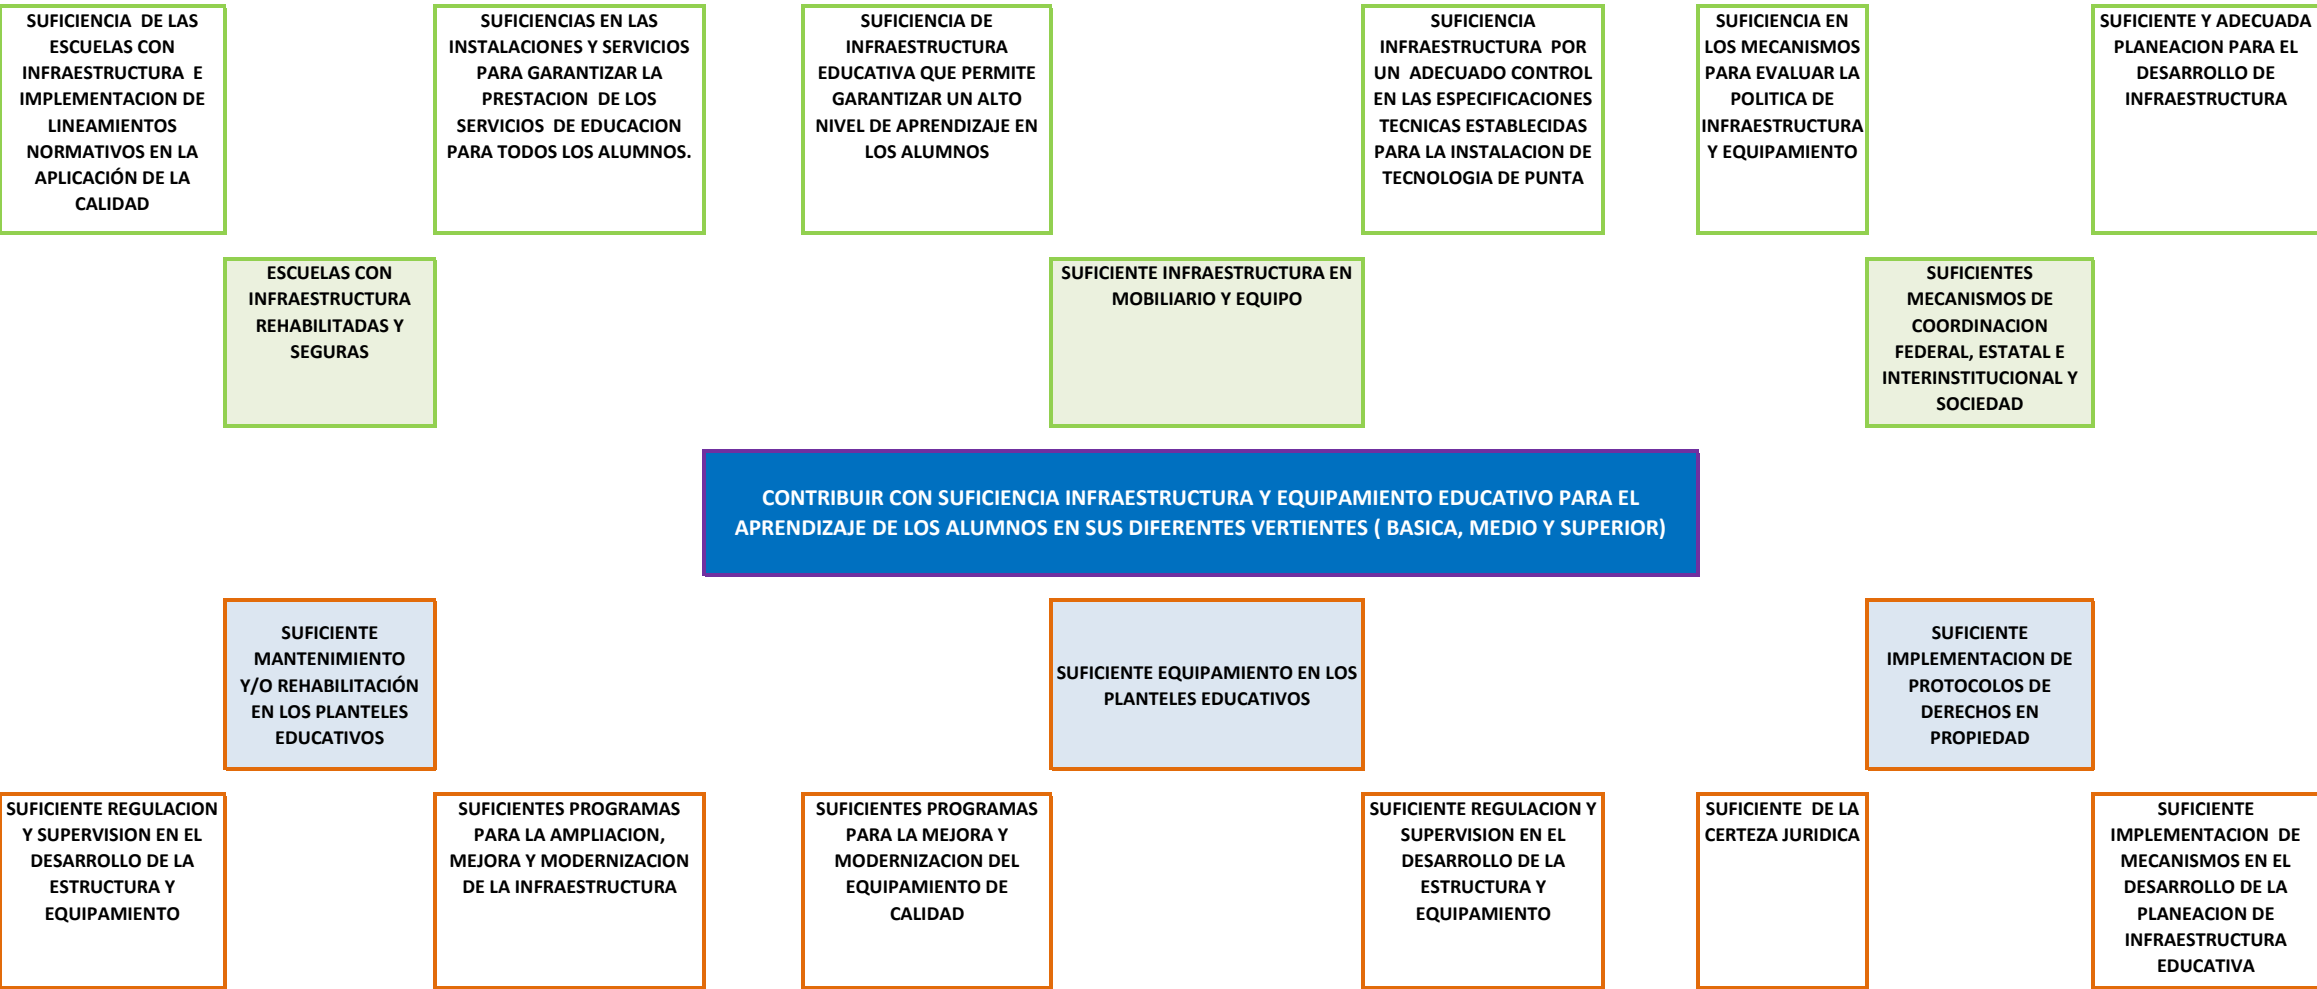 SUFICIENCIA DE LAS
ESCUELAS CON
INFRAESTRUCTURA E
IMPLEMENTACION DE
LINEAMIENTOS
NORMATIVOS EN LA
APLICACIÓN DE LA
CALIDAD
SUFICIENCIAS EN LAS
INSTALACIONES Y SERVICIOS
PARA GARANTIZAR LA
PRESTACION DE LOS
SERVICIOS DE EDUCACION
PARA TODOS LOS ALUMNOS.
SUFICIENCIA DE
INFRAESTRUCTURA
EDUCATIVA QUE PERMITE
GARANTIZAR UN ALTO
NIVEL DE APRENDIZAJE EN
LOS ALUMNOS
SUFICIENCIA
INFRAESTRUCTURA POR
UN ADECUADO CONTROL
EN LAS ESPECIFICACIONES
TECNICAS ESTABLECIDAS
PARA LA INSTALACION DE
TECNOLOGIA DE PUNTA
SUFICIENCIA EN
LOS MECANISMOS
PARA EVALUAR LA
POLITICA DE
INFRAESTRUCTURA
Y EQUIPAMIENTO
SUFICIENTE Y ADECUADA
PLANEACION PARA EL
DESARROLLO DE
INFRAESTRUCTURA
ESCUELAS CON
INFRAESTRUCTURA
REHABILITADAS Y
SEGURAS
SUFICIENTE INFRAESTRUCTURA EN
MOBILIARIO Y EQUIPO
SUFICIENTES
MECANISMOS DE
COORDINACION
FEDERAL, ESTATAL E
INTERINSTITUCIONAL Y
SOCIEDAD
CONTRIBUIR CON SUFICIENCIA INFRAESTRUCTURA Y EQUIPAMIENTO EDUCATIVO PARA EL
APRENDIZAJE DE LOS ALUMNOS EN SUS DIFERENTES VERTIENTES ( BASICA, MEDIO Y SUPERIOR)
SUFICIENTE
MANTENIMIENTO
Y/O REHABILITACIÓN
EN LOS PLANTELES
EDUCATIVOS
SUFICIENTE EQUIPAMIENTO EN LOS
PLANTELES EDUCATIVOS
SUFICIENTE
IMPLEMENTACION DE
PROTOCOLOS DE
DERECHOS EN
PROPIEDAD
SUFICIENTE REGULACION
Y SUPERVISION EN EL
DESARROLLO DE LA
ESTRUCTURA Y
EQUIPAMIENTO
SUFICIENTES PROGRAMAS
PARA LA AMPLIACION,
MEJORA Y MODERNIZACION
DE LA INFRAESTRUCTURA
SUFICIENTES PROGRAMAS
PARA LA MEJORA Y
MODERNIZACION DEL
EQUIPAMIENTO DE
CALIDAD
SUFICIENTE REGULACION Y
SUPERVISION EN EL
DESARROLLO DE LA
ESTRUCTURA Y
EQUIPAMIENTO
SUFICIENTE DE LA
CERTEZA JURIDICA
SUFICIENTE
IMPLEMENTACION DE
MECANISMOS EN EL
DESARROLLO DE LA
PLANEACION DE
INFRAESTRUCTURA
EDUCATIVA